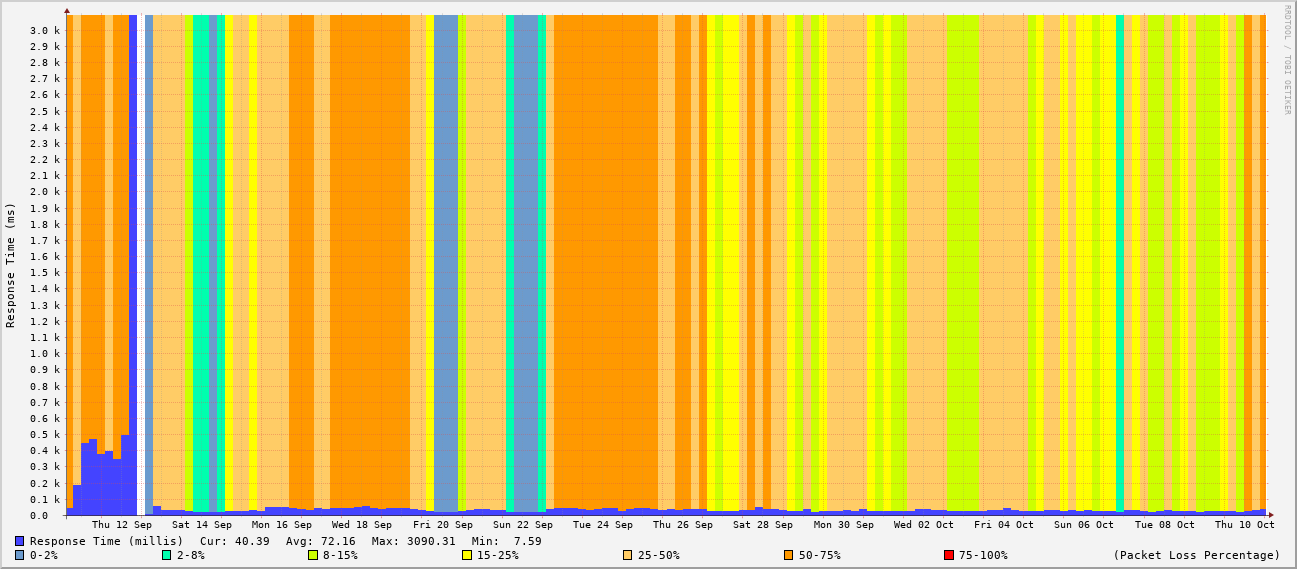 RRDTOOL / TOBI OETIKER
Response Time (ms)
3.0 k
2.9 k
2.8 k
2.7 k
2.6 k
2.5 k
2.4 k
2.3 k
2.2 k
2.1 k
2.0 k
1.9 k
1.8 k
1.7 k
1.6 k
1.5 k
1.4 k
1.3 k
1.2 k
1.1 k
1.0 k
0.9 k
0.8 k
0.7 k
0.6 k
0.5 k
0.4 k
0.3 k
0.2 k
0.1 k
0.0
Thu 12 Sep Sat 14 Sep Mon 16 Sep Wed 18 Sep Fri 20 Sep Sun 22 Sep Tue 24 Sep Thu 26 Sep Sat 28 Sep Mon 30 Sep Wed 02 Oct Fri 04 Oct Sun 06 Oct Tue 08 Oct Thu 10 Oct
Response Time (millis) Cur: 40.39 Avg: 72.16 Max: 3090.31 Min: 7.59
0-2% 2-8% 8-15% 15-25% 25-50% 50-75% 75-100% (Packet Loss Percentage)